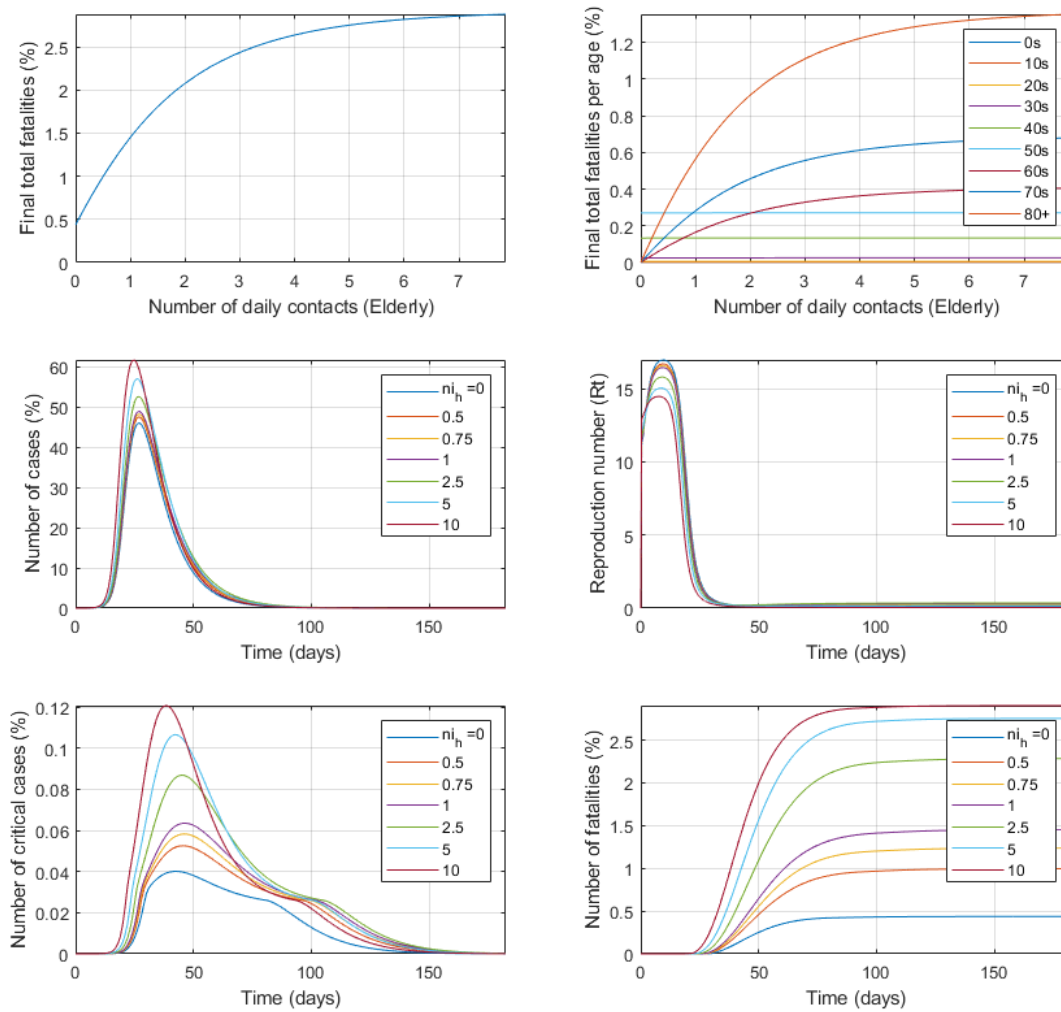 Final total fatalities (%)
2.5
2
1.5
1
0.5
0
0 1 2 3 4 5 6 7
Number of daily contacts (Elderly)
Final total fatalities per age (%)
1.2
1
0.8
0.6
0.4
0.2
0
0 1 2 3 4 5 6 7
Number of daily contacts (Elderly)
0s
10s
20s
30s
40s
50s
60s
70s
80+
Number of cases (%)
60
50
40
30
20
10
0
0 50 100 150
Time (days)
ni_h =0
0.5
0.75
1
2.5
5
10
Reproduction number (Rt)
15
10
5
0
0 50 100 150
Time (days)
ni_h =0
0.5
0.75
1
2.5
5
10
Number of critical cases (%)
0.12
0.1
0.08
0.06
0.04
0.02
0
0 50 100 150
Time (days)
ni_h =0
0.5
0.75
1
2.5
5
10
Number of fatalities (%)
2.5
2
1.5
1
0.5
0
0 50 100 150
Time (days)
ni_h =0
0.5
0.75
1
2.5
5
10